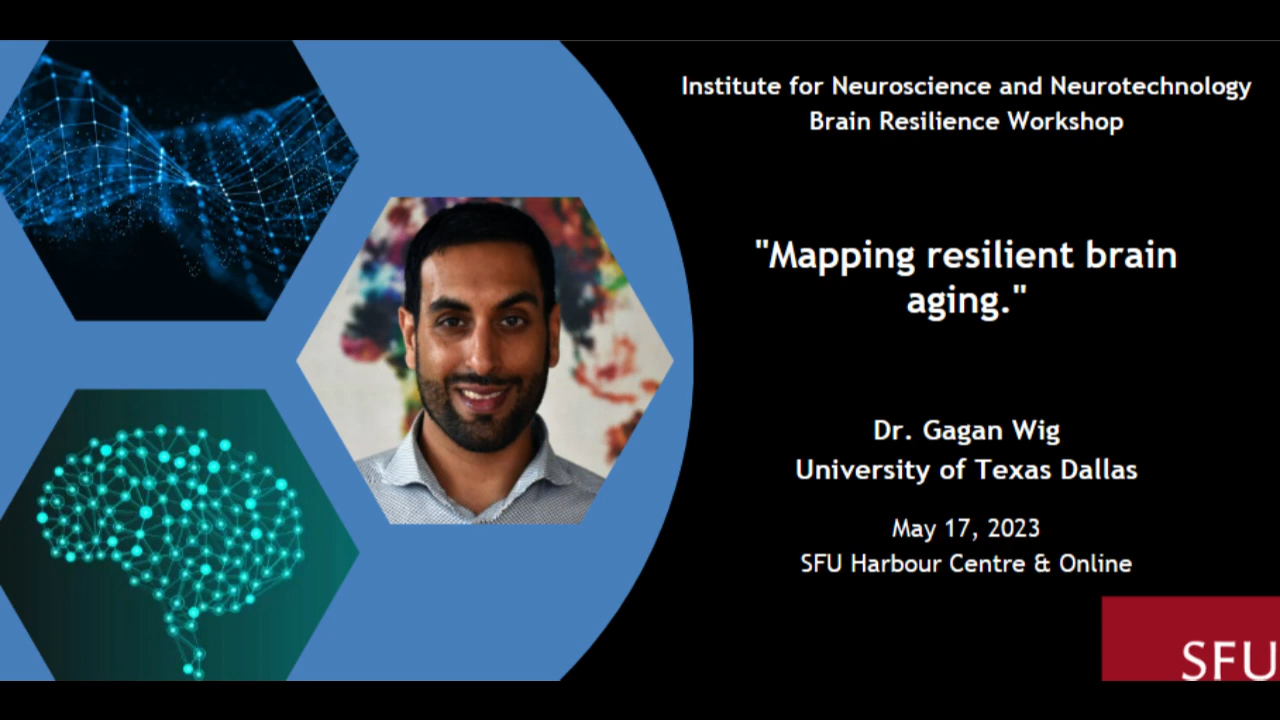 Institute for Neuroscience and Neurotechnology
Brain Resilience Workshop
"Mapping resilient brain
aging."
Dr. Gagan Wig
University of Texas Dallas
May 17, 2023
SFU Harbour Centre & Online
SFU